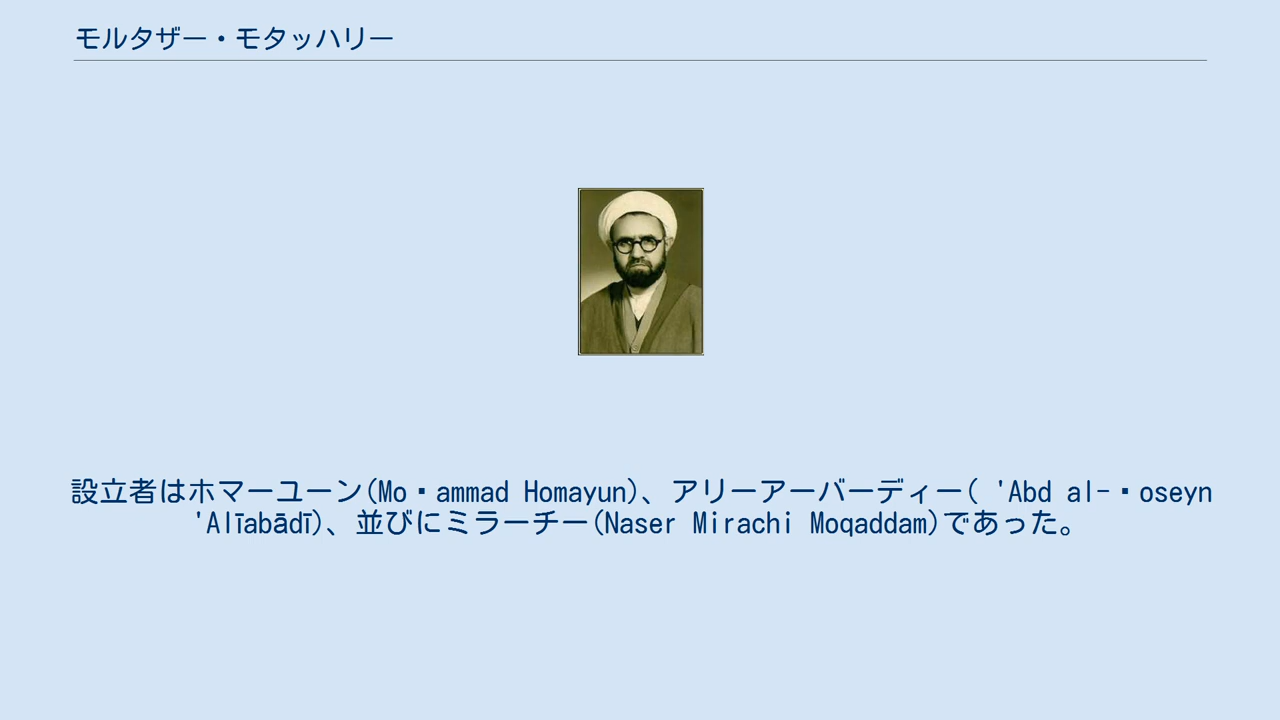 モルタザー・モタッハリー
設立者はホマーユーン(Mo▪ammad Homayun)、アリーアーバーディー( 'Abd al-▪oseyn
'Alīabādī)、並びにミラーチー(Naser Mirachi Moqaddam)であった。